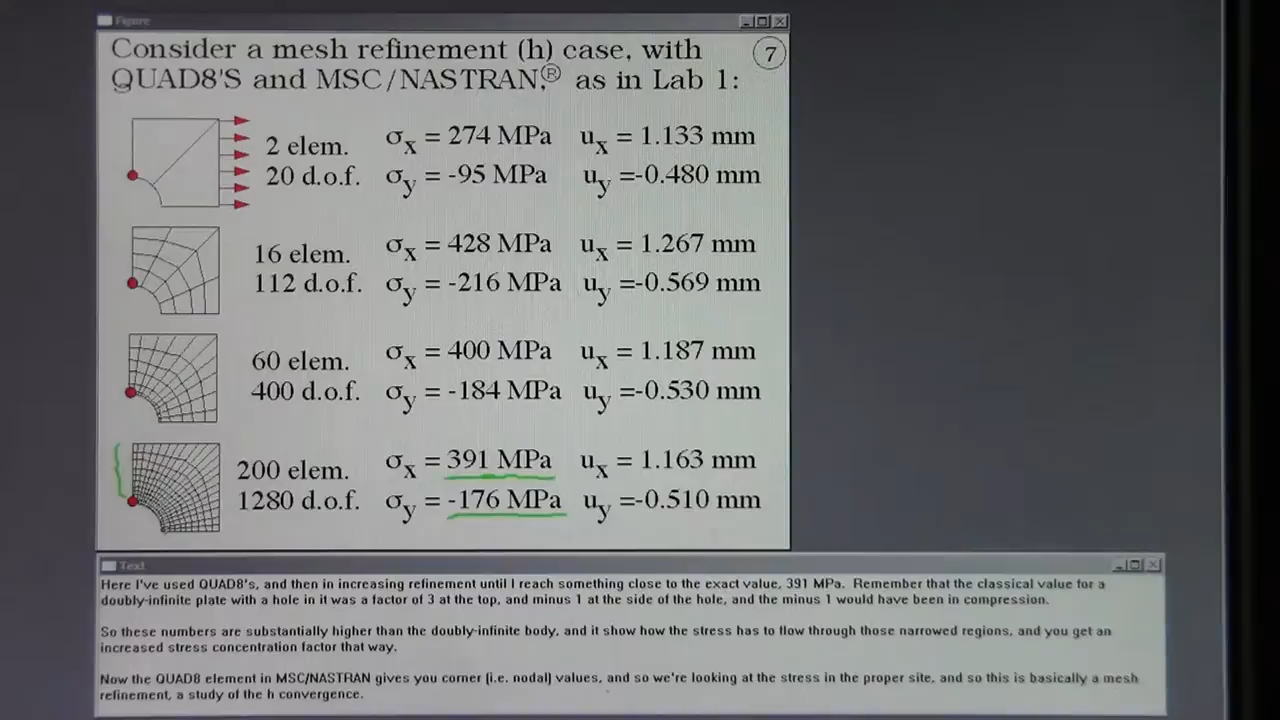 Figure
Consider a mesh refinement (h) case, with
QUAD8'S and MSC/NASTRAN,® as in Lab 1:
7
2 elem.
20 d.o.f.
σx = 274 MPa
ux = 1.133 mm
σy = -95 MPa
uy =-0.480 mm
16 elem.
112 d.o.f.
σx = 428 MPa
ux = 1.267 mm
σy = -216 MPa
uy =-0.569 mm
60 elem.
400 d.o.f.
σx = 400 MPa
ux = 1.187 mm
σy = -184 MPa
uy =-0.530 mm
200 elem.
1280 d.o.f.
σx = 391 MPa
ux = 1.163 mm
σy = -176 MPa
uy =-0.510 mm
Text
Here I've used QUAD8's, and then in increasing refinement until I reach something close to the exact value, 391 MPa. Remember that the classical value for a
doubly-infinite plate with a hole in it was a factor of 3 at the top, and minus 1 at the side of the hole, and the minus 1 would have been in compression.
So these numbers are substantially higher than the doubly-infinite body, and it show how the stress has to flow through those narrowed regions, and you get an
increased stress concentration factor that way.
Now the QUAD8 element in MSC/NASTRAN gives you corner (i.e. nodal) values, and so we're looking at the stress in the proper site, and so this is basically a mesh
refinement, a study of the h convergence.